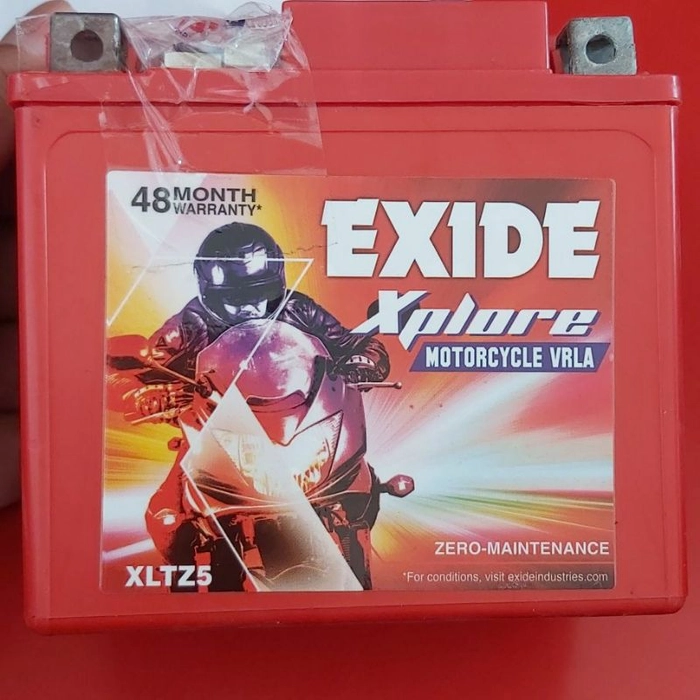 48 MONTH
WARRANTY*
EXIDE
Xplore
MOTORCYCLE VRLA
ZERO-MAINTENANCE
XLTZ5
*For conditions, visit exideindustries.com